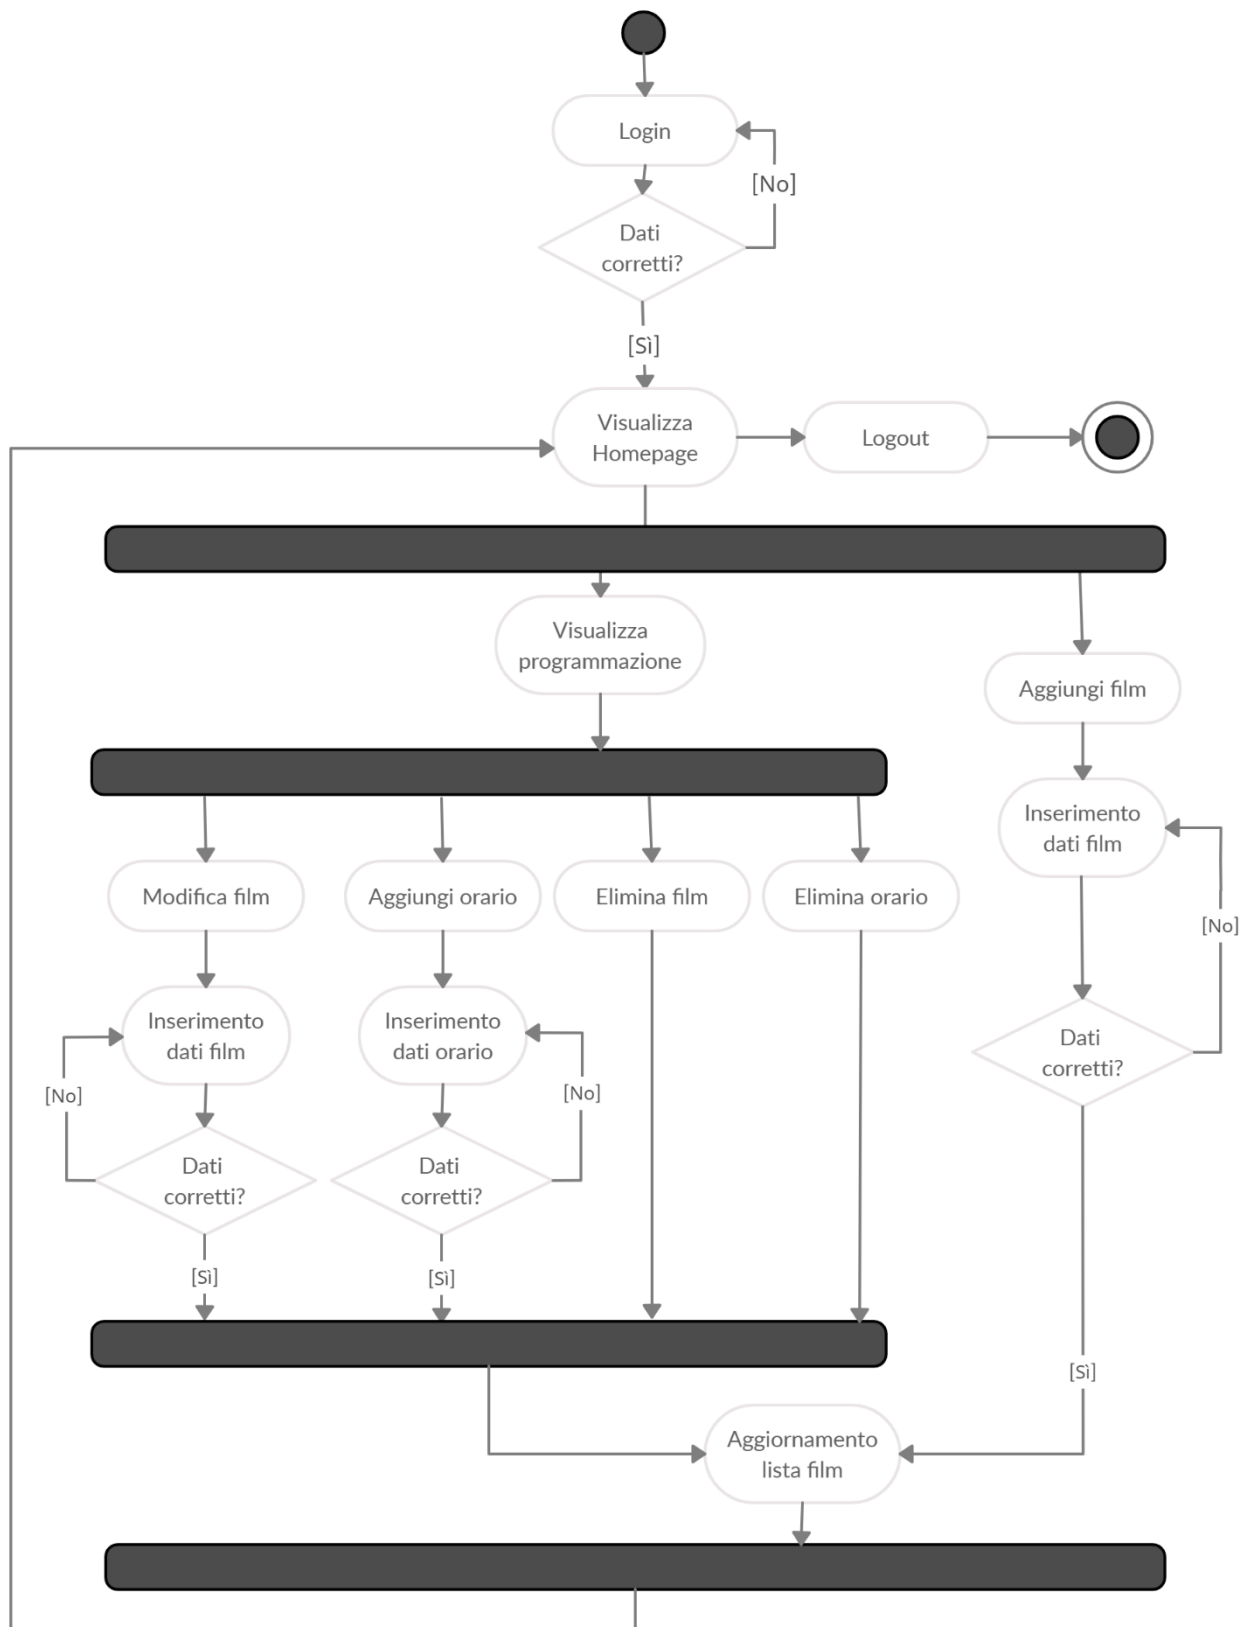 Login
[No]
Dati
corretti?
[Sì]
Visualizza
Homepage
Logout
Visualizza
programmazione
Aggiungi film
Inserimento
dati film
[No]
Dati
corretti?
Modifica film
Aggiungi orario
Elimina film
Elimina orario
Inserimento
dati film
Inserimento
dati orario
[No]
[No]
Dati
corretti?
Dati
corretti?
[Sì]
[Sì]
[Sì]
Aggiornamento
lista film